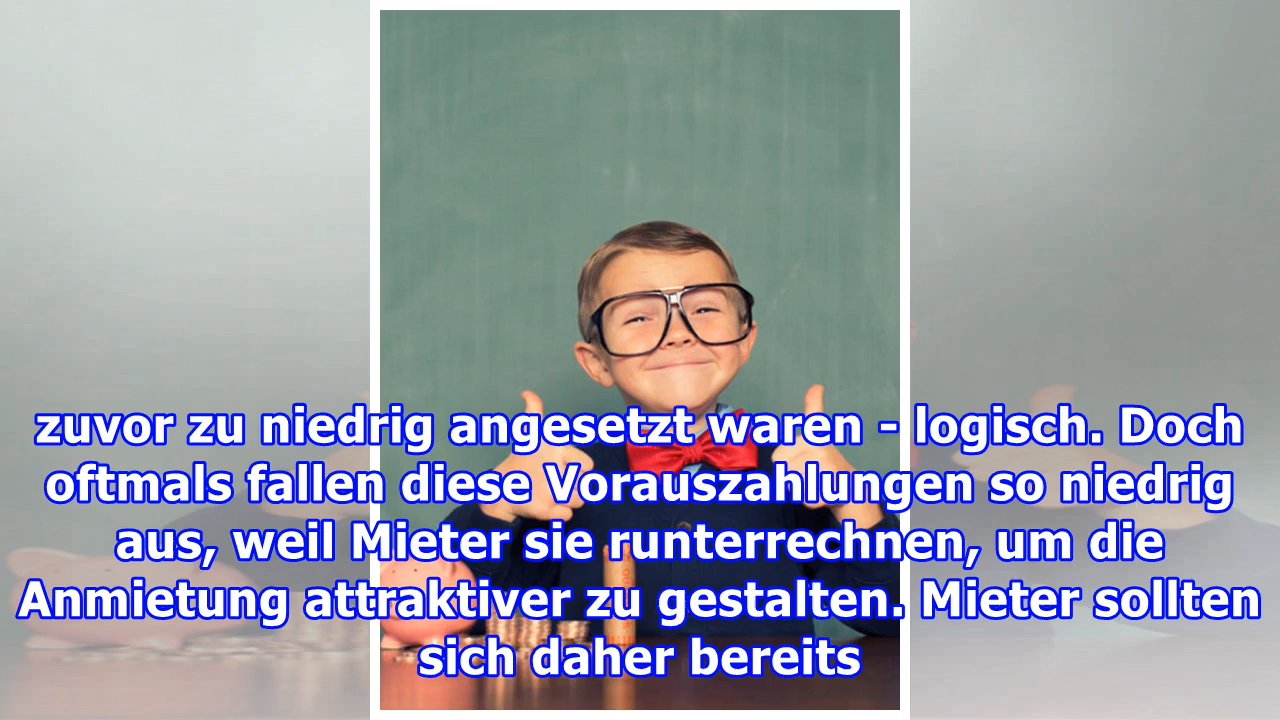 zuvor zu niedrig angesetzt waren - logisch. Doch
oftmals fallen diese Vorauszahlungen so niedrig
aus, weil Mieter sie runterrechnen, um die
Anmietung attraktiver zu gestalten. Mieter sollten
sich daher bereits